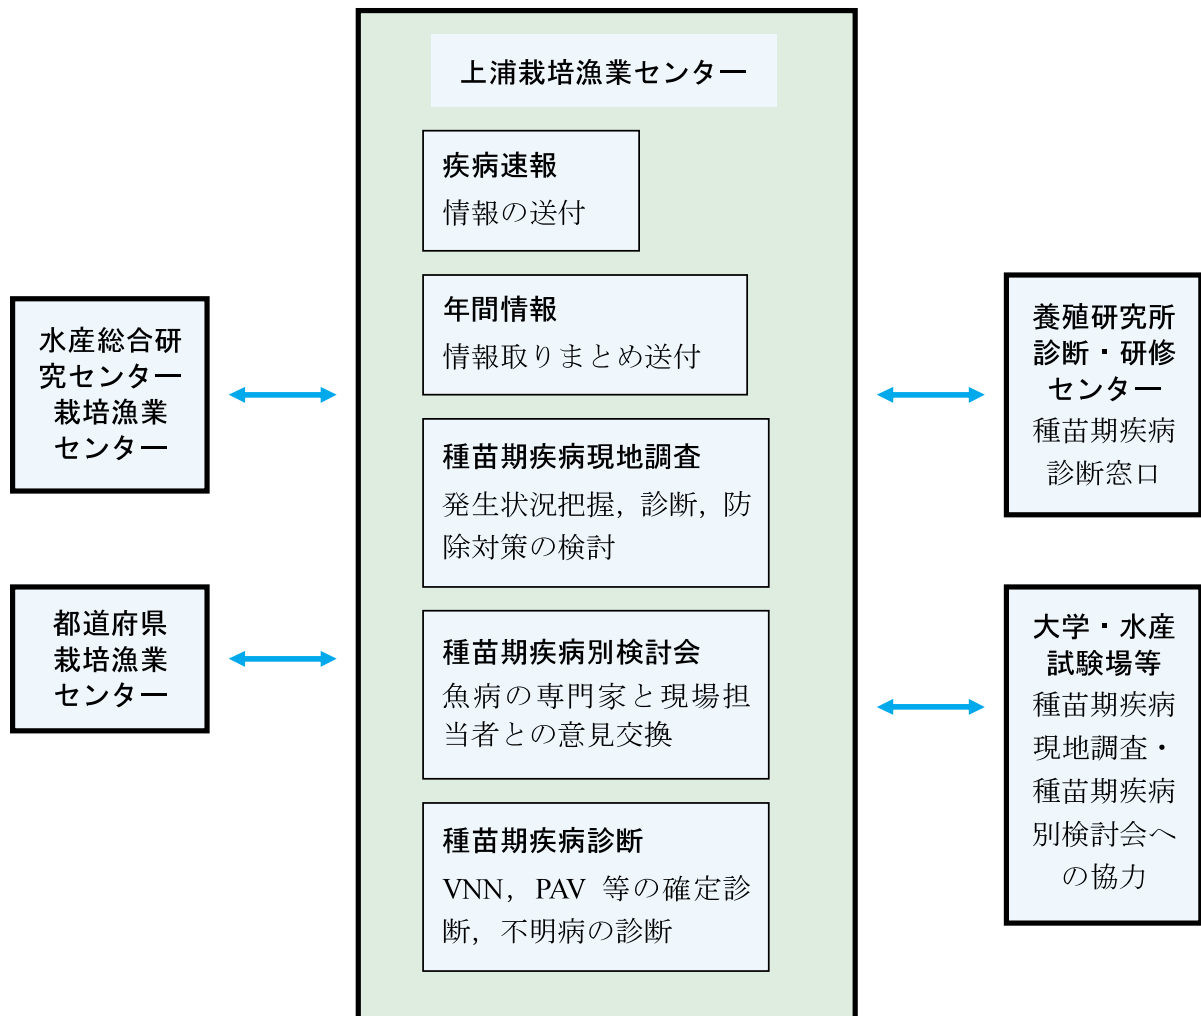 上浦栽培漁業センター
疾病速報
情報の送付
年間情報
情報取りまとめ送付
種苗期疾病現地調査
発生状況把握，診断，防
除対策の検討
種苗期疾病別検討会
魚病の専門家と現場担
当者との意見交換
種苗期疾病診断
VNN，PAV 等の確定診
断，不明病の診断
水産総合研
究センター
栽培漁業
センター
都道府県
栽培漁業
センター
養殖研究所
診断・研修
センター
種苗期疾病
診断窓口
大学・水産
試験場等
種苗期疾病
現地調査・
種苗期疾病
別検討会へ
の協力